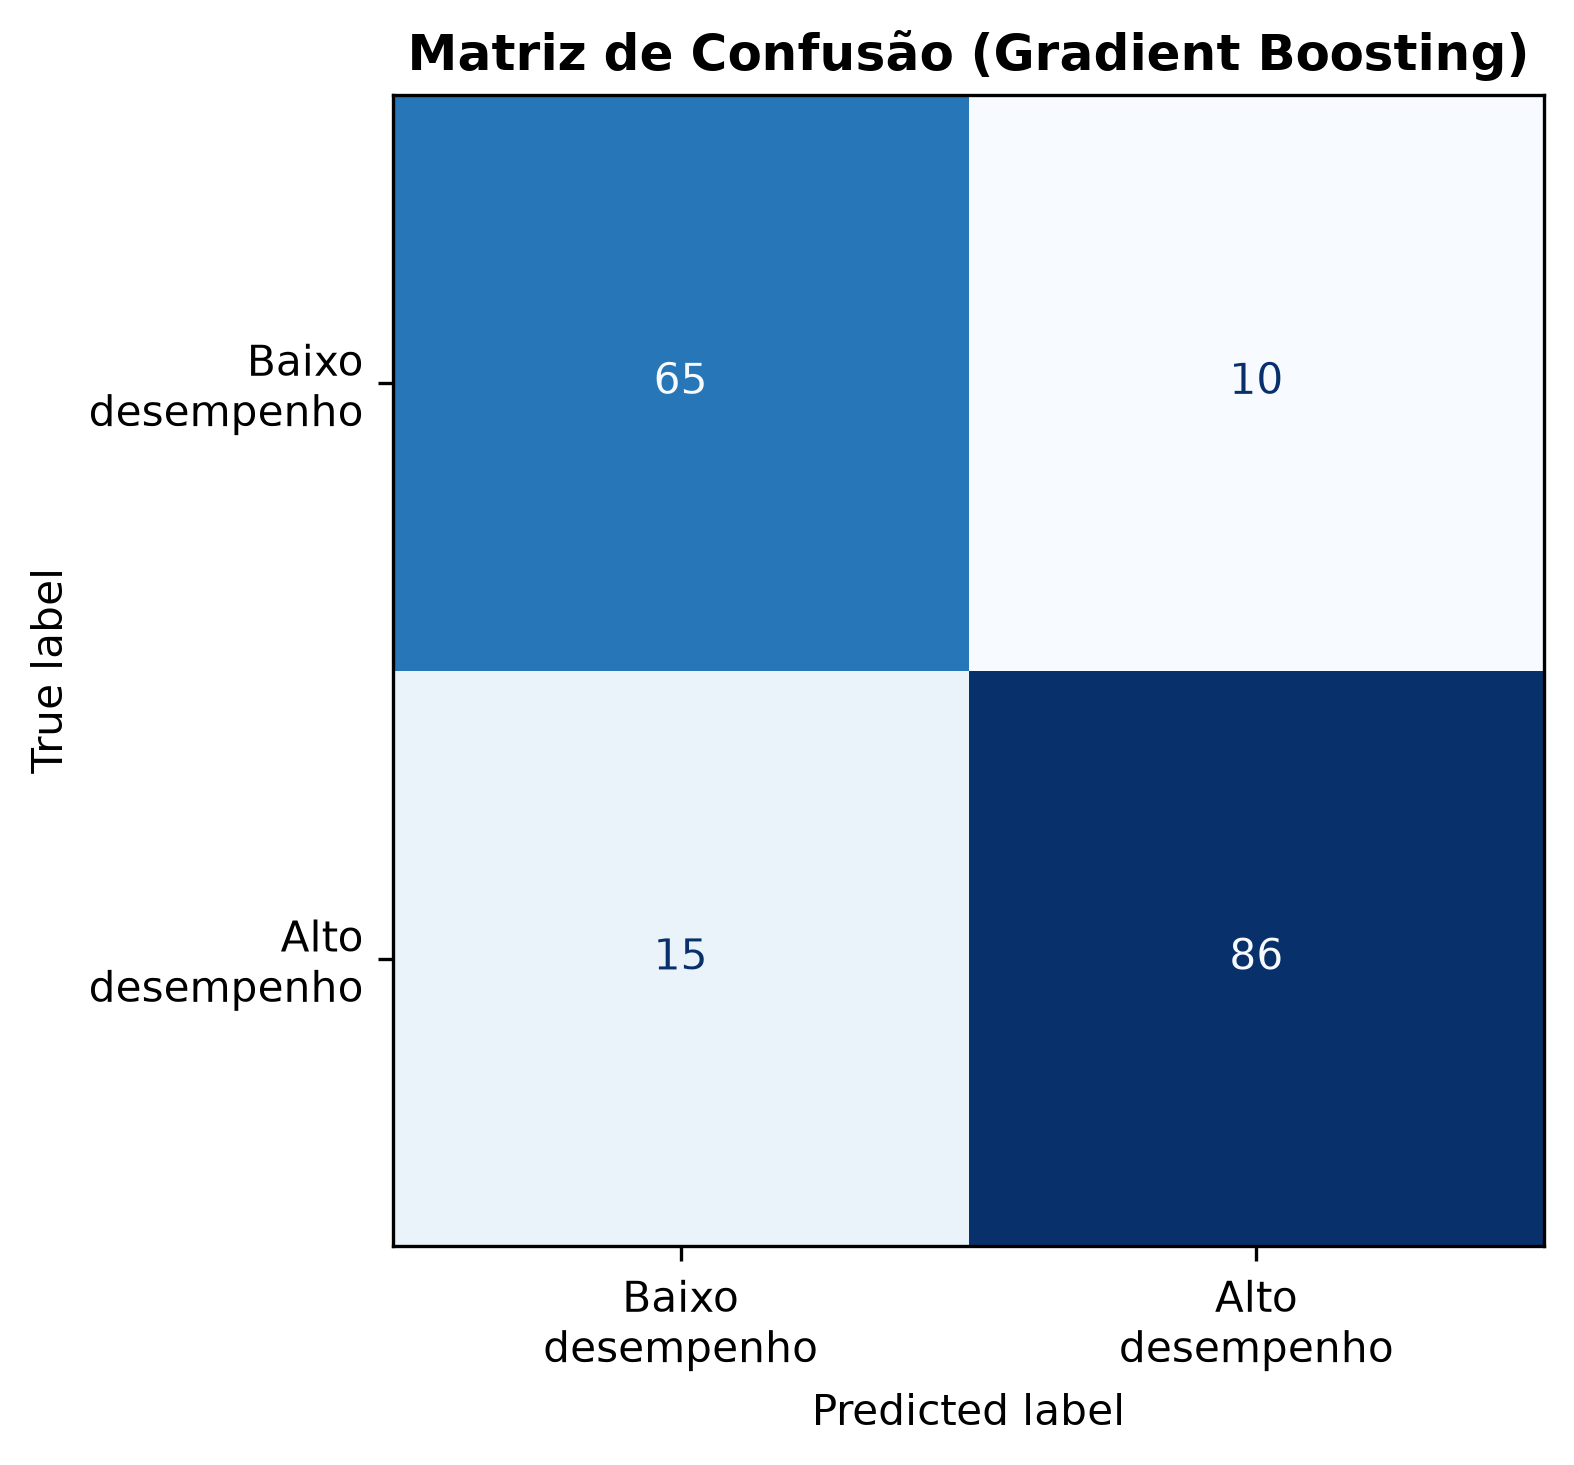 Matriz de Confusão (Gradient Boosting)
True label
Baixo
desempenho
65
10
Alto
desempenho
15
86
Baixo
desempenho
Alto
desempenho
Predicted label